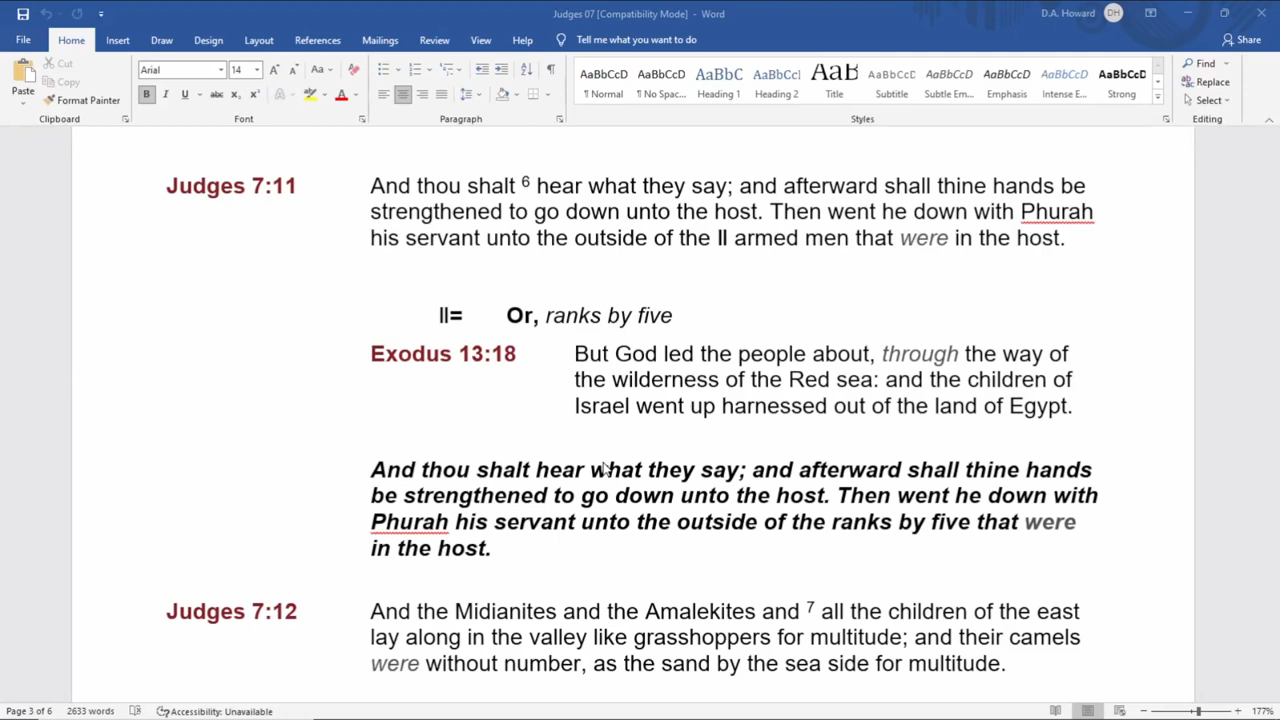 Judges 07 [Compatibility Mode] - Word
D.A. Howard DH
File Home Insert Draw Design Layout References Mailings Review View Help Tell me what you want to do Share
Paste
Cut
Copy
Format Painter
Clipboard
Arial 14
Font
Paragraph
AaBbCcD AaBbCcD AaBbC AaBbCcI AaB AaBbCcD AaBbCcD AaBbCcD AaBbCcD AaBbCcD
¶ Normal ¶ No Spac... Heading 1 Heading 2 Title Subtitle Subtle Em... Emphasis Intense E... Strong
Styles
Find
Replace
Select
Editing
Judges 7:11 And thou shalt 6 hear what they say; and afterward shall thine hands be
strengthened to go down unto the host. Then went he down with Phurah
his servant unto the outside of the ll armed men that were in the host.
ll= Or, ranks by five
Exodus 13:18 But God led the people about, through the way of
the wilderness of the Red sea: and the children of
Israel went up harnessed out of the land of Egypt.
And thou shalt hear what they say; and afterward shall thine hands
be strengthened to go down unto the host. Then went he down with
Phurah his servant unto the outside of the ranks by five that were
in the host.
Judges 7:12 And the Midianites and the Amalekites and 7 all the children of the east
lay along in the valley like grasshoppers for multitude; and their camels
were without number, as the sand by the sea side for multitude.
Page 3 of 6 2633 words Accessibility: Unavailable 177%